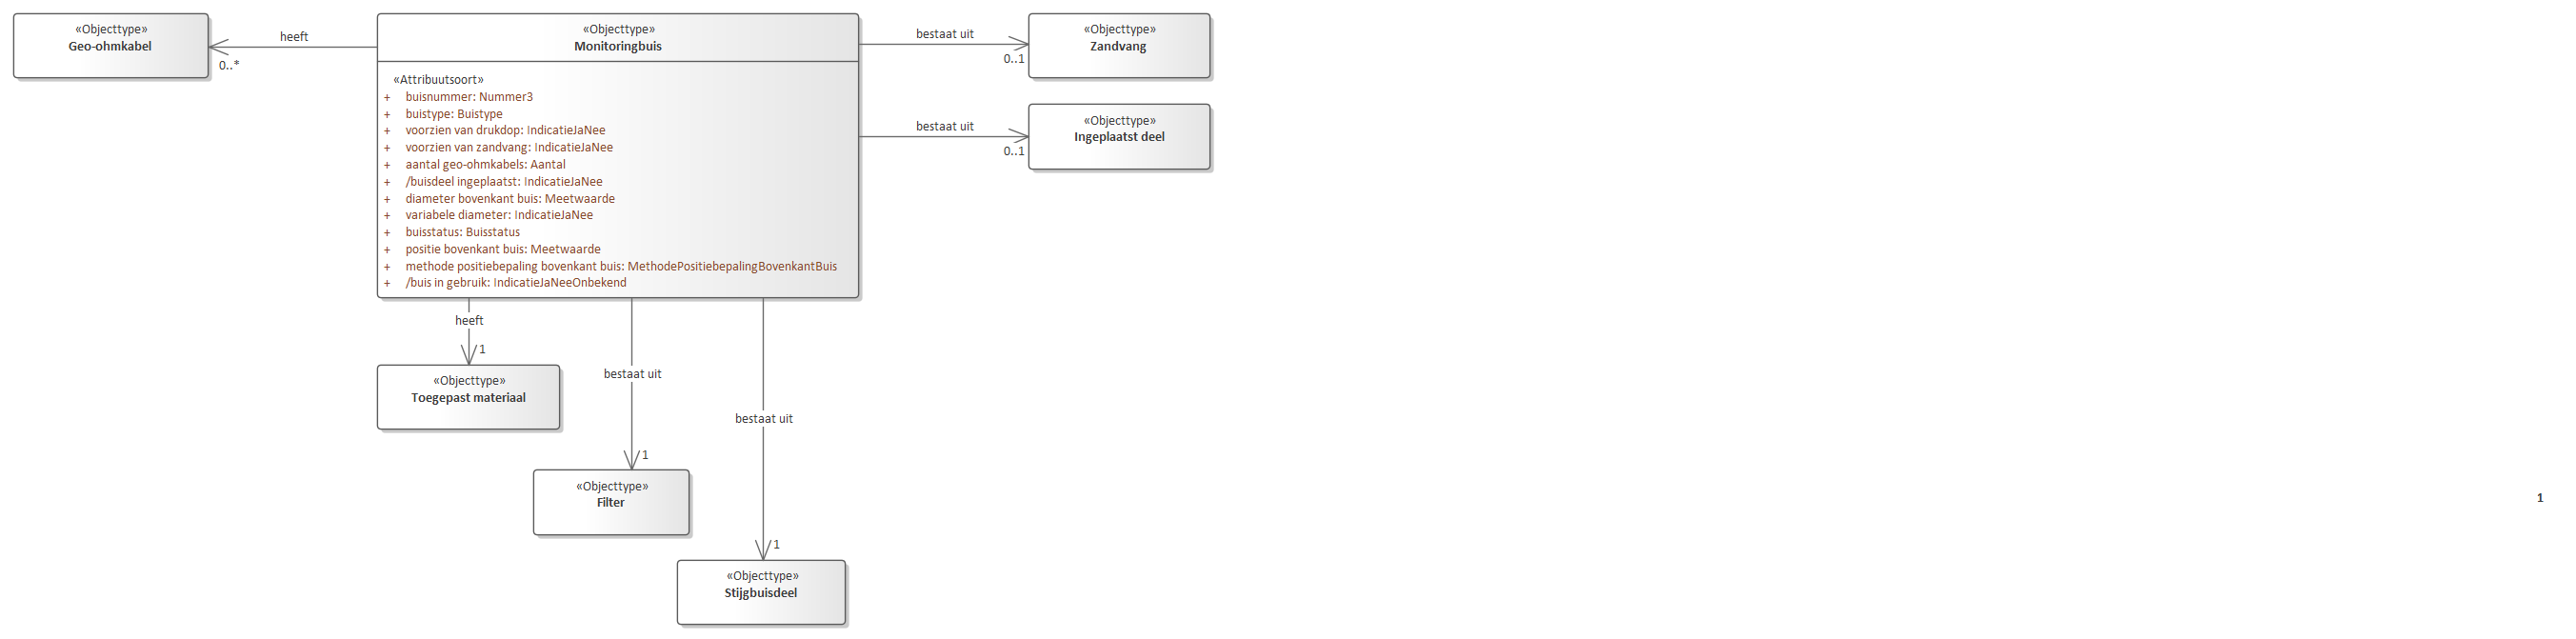 «Objecttype»
Geo-ohmkabel
heeft
0..*
«Objecttype»
Monitoringbuis
«Attribuutsoort»
+ buisnummer: Nummer3
+ buistype: Buistype
+ voorzien van drukdop: IndicatieJaNee
+ voorzien van zandvang: IndicatieJaNee
+ aantal geo-ohmkabels: Aantal
+ /buisdeel ingeplaatst: IndicatieJaNee
+ diameter bovenkant buis: Meetwaarde
+ variabele diameter: IndicatieJaNee
+ buisstatus: Buisstatus
+ positie bovenkant buis: Meetwaarde
+ methode positiebepaling bovenkant buis: MethodePositiebepalingBovenkantBuis
+ /buis in gebruik: IndicatieJaNeeOnbekend
bestaat uit
0..1
«Objecttype»
Zandvang
bestaat uit
0..1
«Objecttype»
Ingeplaatst deel
heeft
1
«Objecttype»
Toegepast materiaal
bestaat uit
1
«Objecttype»
Filter
bestaat uit
1
«Objecttype»
Stijgbuisdeel
1